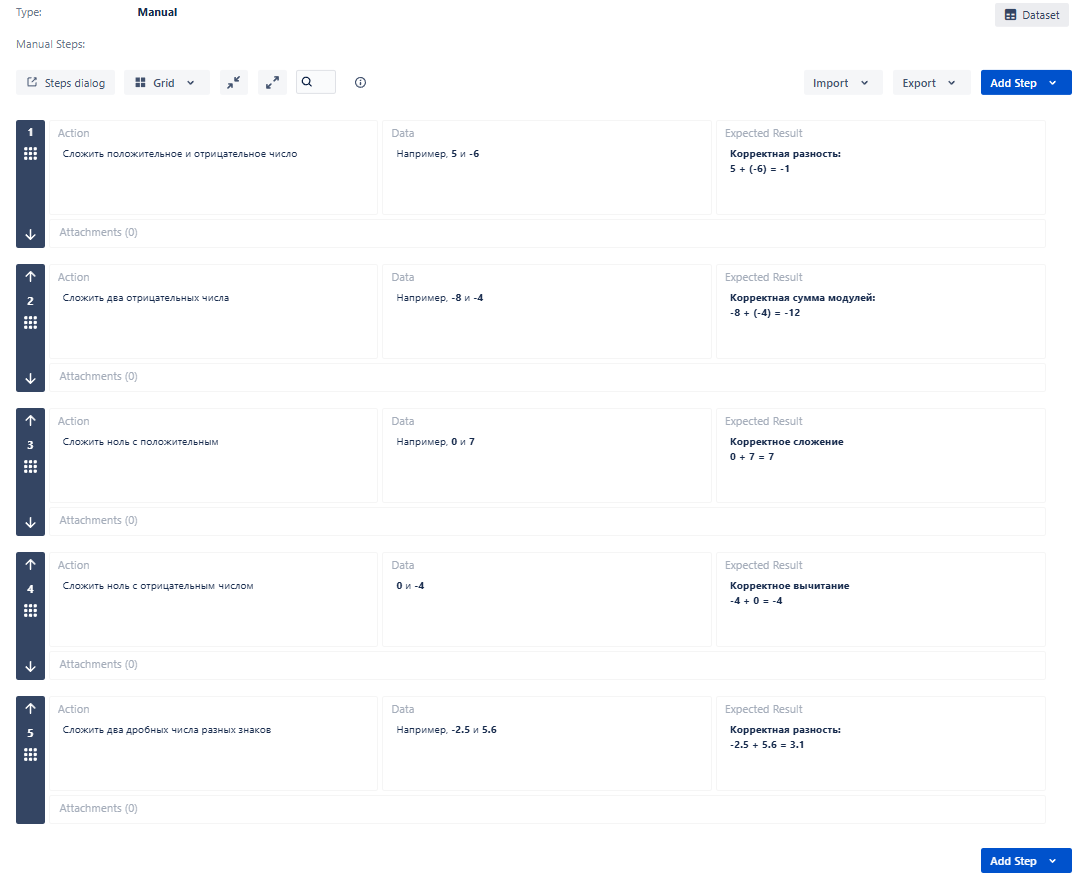 Type: Manual
Dataset
Manual Steps:
Steps dialog Grid Import Export Add Step
1 Action Data Expected Result
Сложить положительное и отрицательное число Например, 5 и -6 Корректная разность:
5 + (-6) = -1
Attachments (0)
2 Action Data Expected Result
Сложить два отрицательных числа Например, -8 и -4 Корректная сумма модулей:
-8 + (-4) = -12
Attachments (0)
3 Action Data Expected Result
Сложить ноль с положительным Например, 0 и 7 Корректное сложение
0 + 7 = 7
Attachments (0)
4 Action Data Expected Result
Сложить ноль с отрицательным числом 0 и -4 Корректное вычитание
-4 + 0 = -4
Attachments (0)
5 Action Data Expected Result
Сложить два дробных числа разных знаков Например, -2.5 и 5.6 Корректная разность:
-2.5 + 5.6 = 3.1
Attachments (0)
Add Step